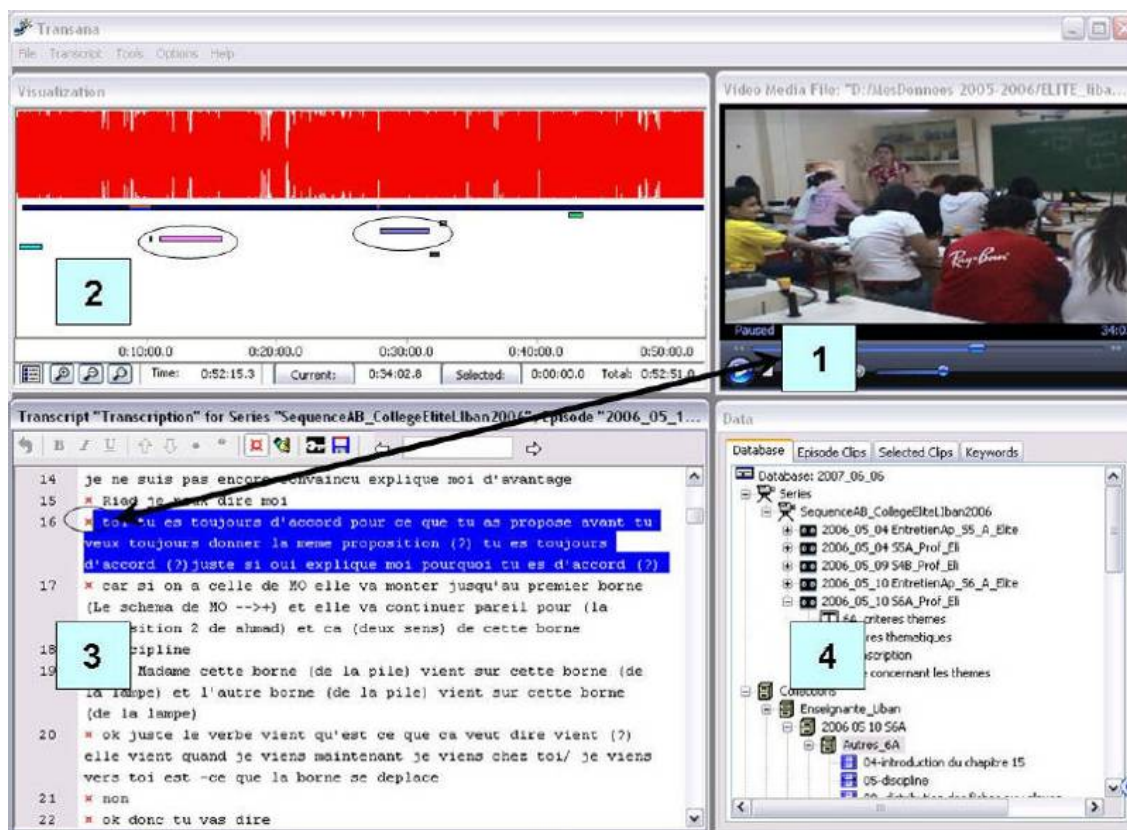 Transana
File Transcript Tools Options Help
Visualization
2
0:10:00.0 0:20:00.0 0:30:00.0 0:40:00.0 0:50:00.0
Time: 0:52:15.3 Current: 0:34:02.8 Selected: 0:00:00.0 Total: 0:52:51.0
Video Media File: "D:/MesDonnees 2005-2006/ELITE_liba...
Ray-Ban
Paused 34:0
1
Transcript "Transcription" for Series "SequenceAB_CollegeEliteLIban2006", Episode "2006_05_1...
B I U
14 je ne suis pas encore convaincu explique moi d'avantage
15 Riad je veux dire moi
16 toi tu es toujours d'accord pour ce que tu as propose avant tu
veux toujours donner la meme proposition (?) tu es toujours
d'accord (?)juste si oui explique moi pourquoi tu es d'accord (?)
17 car si on a celle de MO elle va monter jusqu'au premier borne
(Le schema de MO -->+) et elle va continuer pareil pour (la
sition 2 de ahmad) et ca (deux sens) de cette borne
18 cipline
19 Madame cette borne (de la pile) vient sur cette borne (de
la lampe) et l'autre borne (de la pile) vient sur cette borne
(de la lampe)
20 ok juste le verbe vient qu'est ce que ca veut dire vient (?)
elle vient quand je viens maintenant je viens chez toi/ je viens
vers toi est -ce que la borne se deplace
21 non
22 ok donc tu vas dire
3
Data
Database Episode Clips Selected Clips Keywords
Database: 2007_06_06
Series
SequenceAB_CollegeEliteLIban2006
2006_05_04 EntretienAp_S5_A_Elite
2006_05_04 S5A_Prof_Eli
2006_05_09 S4B_Prof_Eli
2006_05_10 EntretienAp_S6_A_Elite
2006_05_10 S6A_Prof_Eli
6A_criteres themes
res thematiques
scription
concernant les themes
4
Collections
Enseignante_Liban
2006 05 10 S6A
Autres_6A
04-introduction du chapitre 15
05-discipline